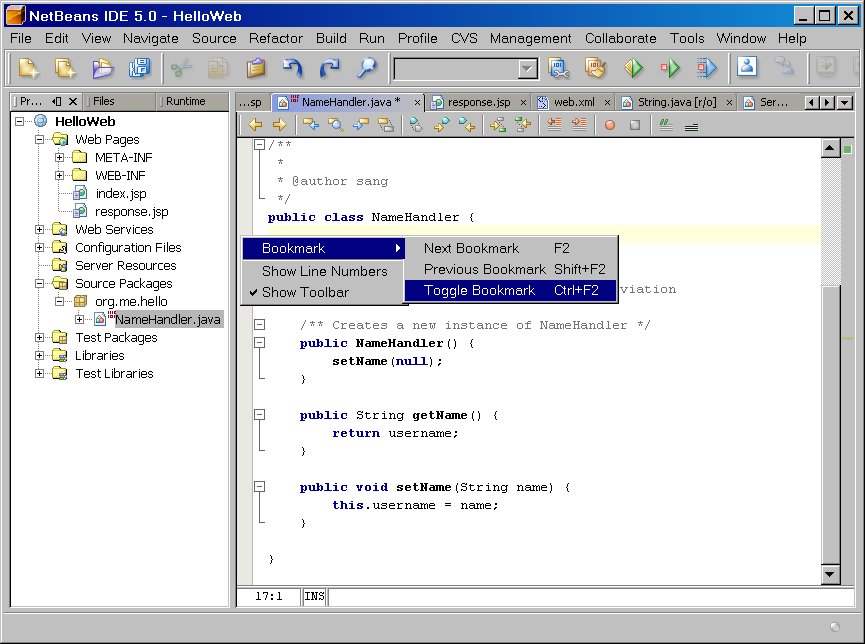 NetBeans IDE 5.0 - HelloWeb
File Edit View Navigate Source Refactor Build Run Profile CVS Management Collaborate Tools Window Help
Pr... Files Runtime
...sp NameHandler.java * response.jsp web.xml String.java [r/o] Ser...
HelloWeb
Web Pages
META-INF
WEB-INF
index.jsp
response.jsp
Web Services
Configuration Files
Server Resources
Source Packages
org.me.hello
NameHandler.java
Test Packages
Libraries
Test Libraries
/**
*
* @author sang
*/
public class NameHandler {
Bookmark
Show Line Numbers
Show Toolbar
Next Bookmark F2
Previous Bookmark Shift+F2
Toggle Bookmark Ctrl+F2
viation
/** Creates a new instance of NameHandler */
public NameHandler() {
setName(null);
}
public String getName() {
return username;
}
public void setName(String name) {
this.username = name;
}
}
17:1 INS